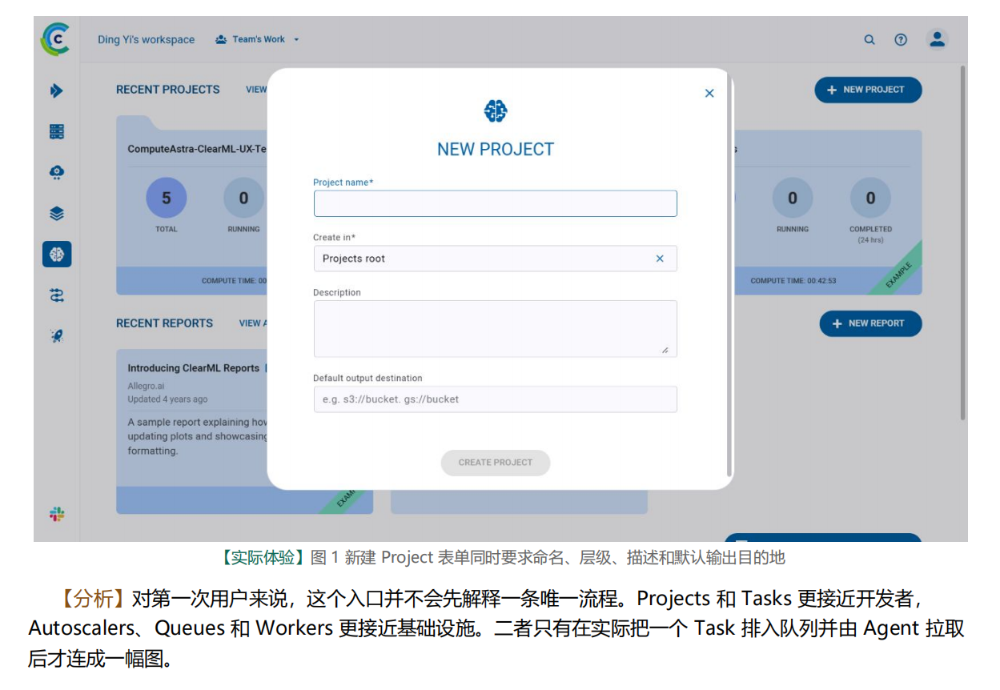 Ding Yi's workspace Team's Work
RECENT PROJECTS VIEW
+ NEW PROJECT
ComputeAstra-ClearML-UX-Te
5 0
TOTAL RUNNING
COMPUTE TIME: 00
NEW PROJECT
Project name*
Create in*
Projects root
Description
Default output destination
e.g. s3://bucket. gs://bucket
CREATE PROJECT
s
0 0
RUNNING COMPLETED
(24 hrs)
COMPUTE TIME: 00:42:53
EXAMPLE
RECENT REPORTS VIEW A
+ NEW REPORT
Introducing ClearML Reports
Allegro.ai
Updated 4 years ago
A sample report explaining how
updating plots and showcasing
formatting.
EXAM
【实际体验】图 1 新建 Project 表单同时要求命名、层级、描述和默认输出目的地
【分析】对第一次用户来说，这个入口并不会先解释一条唯一流程。Projects 和 Tasks 更接近开发者，
Autoscalers、Queues 和 Workers 更接近基础设施。二者只有在实际把一个 Task 排入队列并由 Agent 拉取
后才连成一幅图。